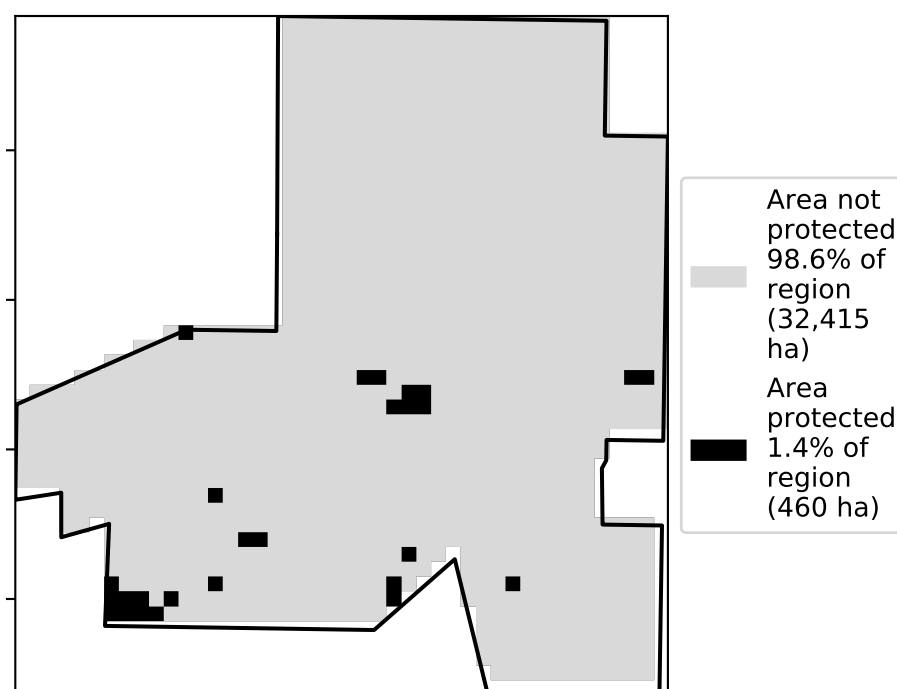 Area not
protected
98.6% of
region
(32,415
ha)
Area
protected
1.4% of
region
(460 ha)